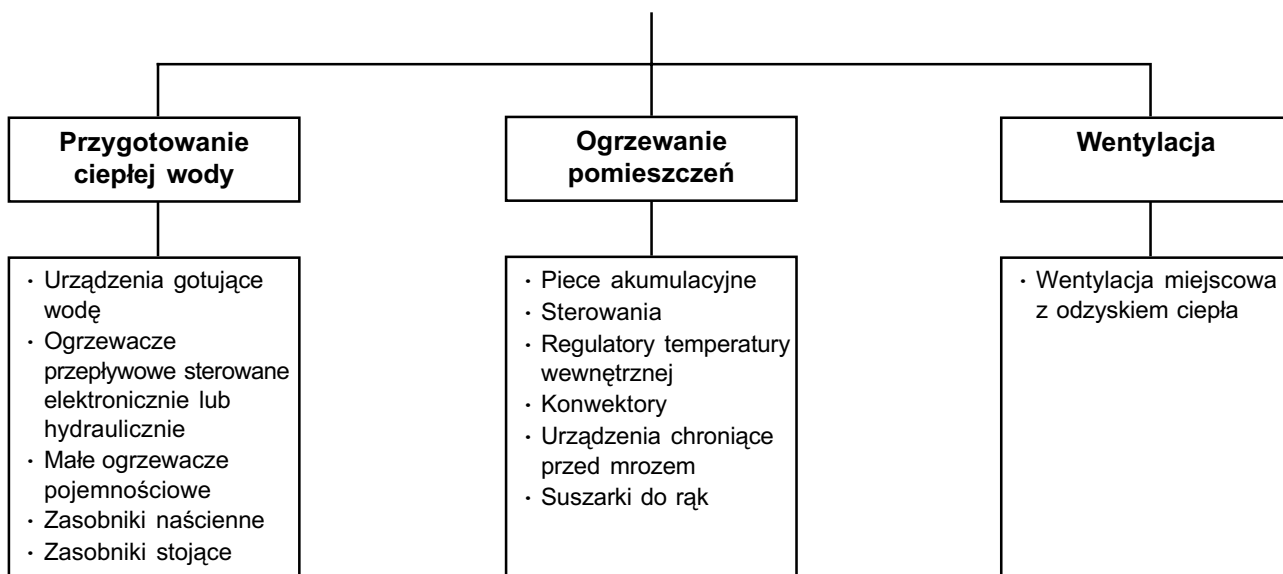 Przygotowanie
ciepłej wody
· Urządzenia gotujące
wodę
· Ogrzewacze
przepływowe sterowane
elektronicznie lub
hydraulicznie
· Małe ogrzewacze
pojemnościowe
· Zasobniki naścienne
· Zasobniki stojące
Ogrzewanie
pomieszczeń
· Piece akumulacyjne
· Sterowania
· Regulatory temperatury
wewnętrznej
· Konwektory
· Urządzenia chroniące
przed mrozem
· Suszarki do rąk
Wentylacja
· Wentylacja miejscowa
z odzyskiem ciepła